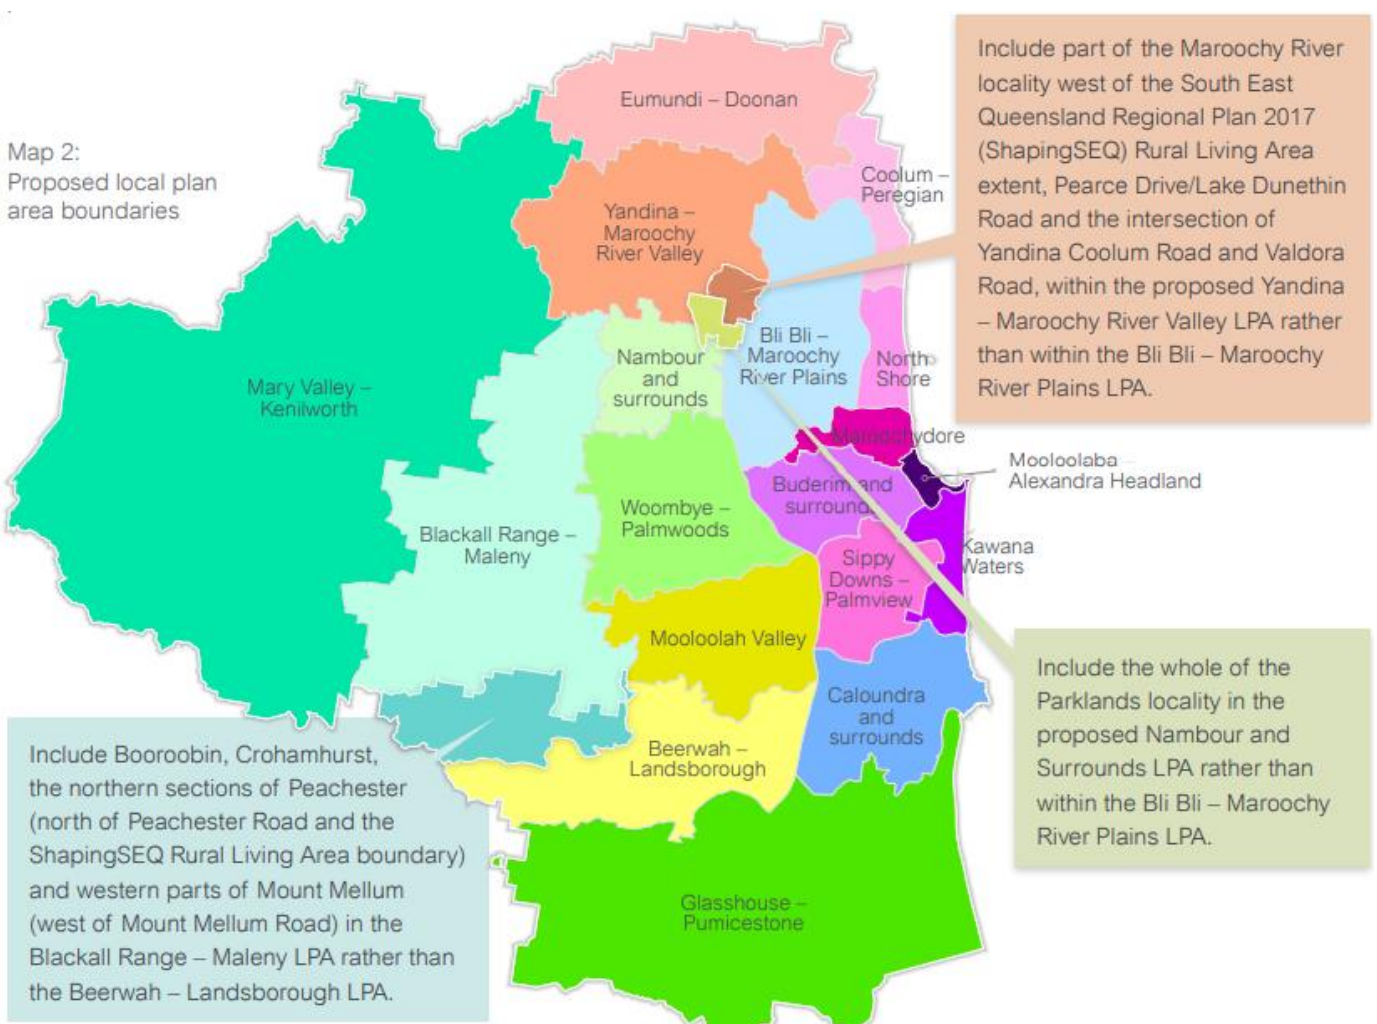 Map 2:
Proposed local plan
area boundaries
Eumundi – Doonan
Coolum –
Peregian
Yandina –
Maroochy
River Valley
Nambour
and
surrounds
Bli Bli –
Maroochy
River Plains
North
Shore
Mary Valley –
Kenilworth
Maroochydore
Mooloolaba –
Alexandra Headland
Buderim and
surrounds
Woombye –
Palmwoods
Blackall Range –
Maleny
Kawana
Waters
Sippy
Downs –
Palmview
Mooloolah Valley
Caloundra
and
surrounds
Beerwah –
Landsborough
Glasshouse –
Pumicestone
Include part of the Maroochy River
locality west of the South East
Queensland Regional Plan 2017
(ShapingSEQ) Rural Living Area
extent, Pearce Drive/Lake Dunethin
Road and the intersection of
Yandina Coolum Road and Valdora
Road, within the proposed Yandina
– Maroochy River Valley LPA rather
than within the Bli Bli – Maroochy
River Plains LPA.
Include the whole of the
Parklands locality in the
proposed Nambour and
Surrounds LPA rather than
within the Bli Bli – Maroochy
River Plains LPA.
Include Booroobin, Crohamhurst,
the northern sections of Peachester
(north of Peachester Road and the
ShapingSEQ Rural Living Area boundary)
and western parts of Mount Mellum
(west of Mount Mellum Road) in the
Blackall Range – Maleny LPA rather than
the Beerwah – Landsborough LPA.